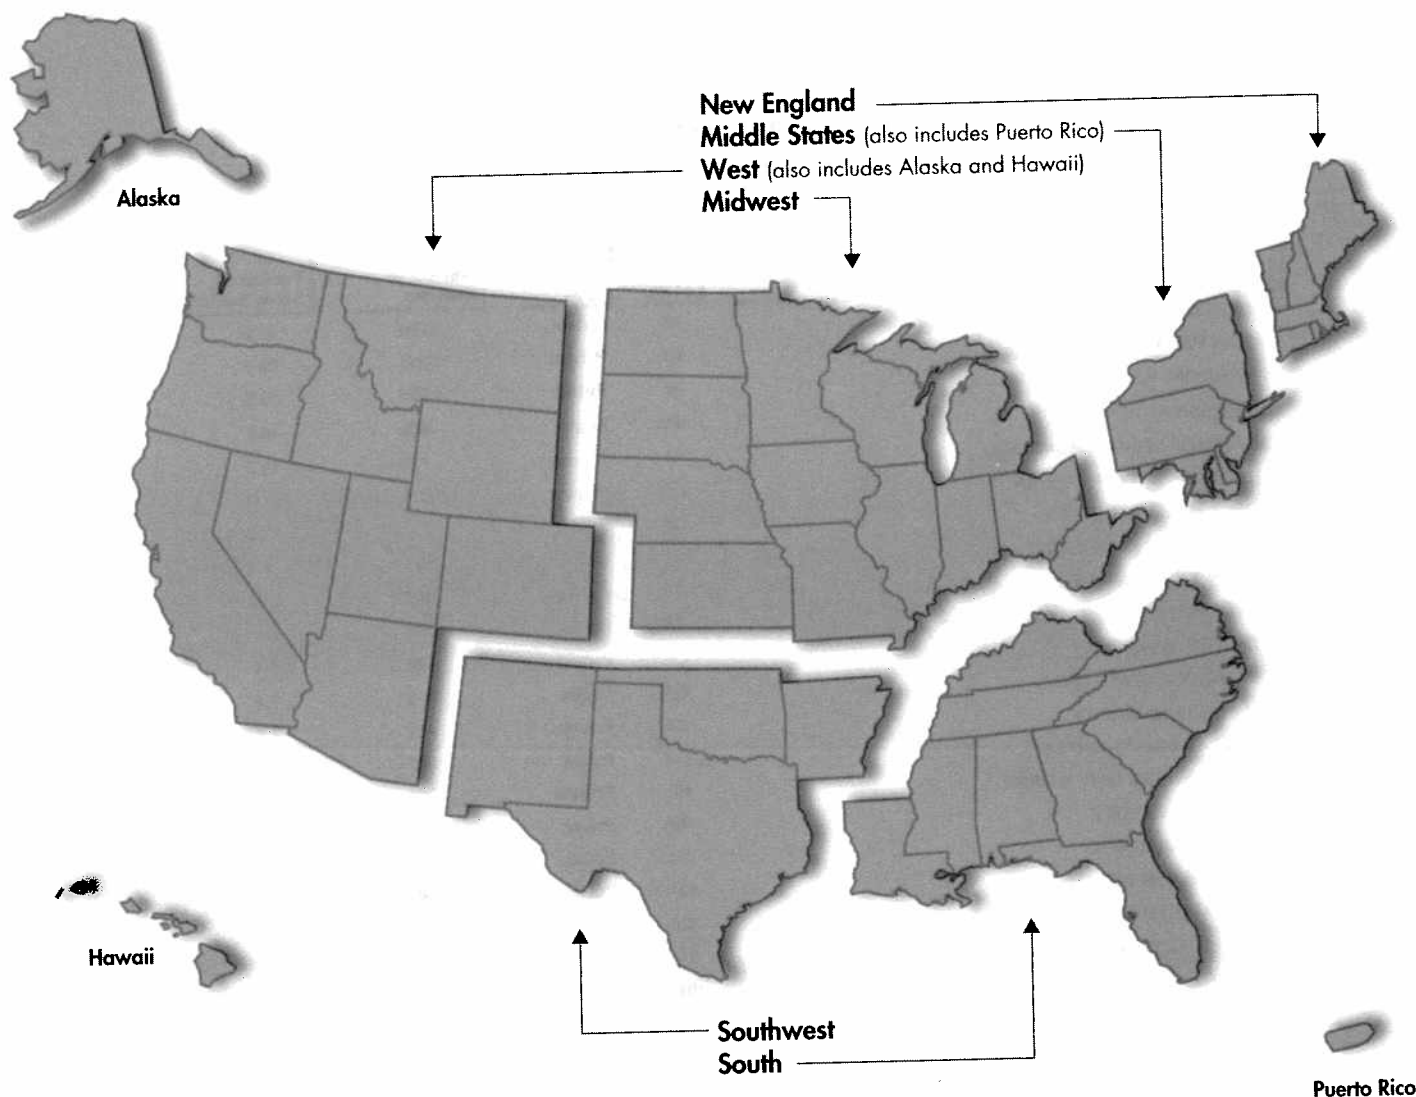 New England
Middle States (also includes Puerto Rico)
West (also includes Alaska and Hawaii)
Midwest
Alaska
Hawaii
Southwest
South
Puerto Rico